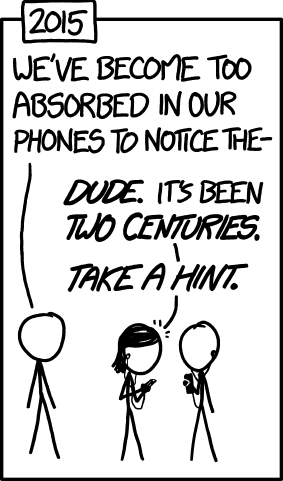 2015
WE'VE BECOME TOO
ABSORBED IN OUR
PHONES TO NOTICE THE-
DUDE. IT'S BEEN
TWO CENTURIES.
TAKE A HINT.